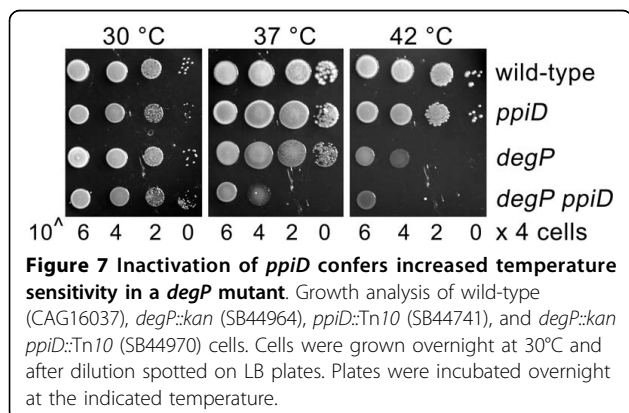 30 °C 37 °C 42 °C
wild-type
ppiD
degP
degP ppiD
10^ 6 4 2 0 6 4 2 0 6 4 2 0 x 4 cells
Figure 7 Inactivation of ppiD confers increased temperature
sensitivity in a degP mutant. Growth analysis of wild-type
(CAG16037), degP::kan (SB44964), ppiD::Tn10 (SB44741), and degP::kan
ppiD::Tn10 (SB44970) cells. Cells were grown overnight at 30°C and
after dilution spotted on LB plates. Plates were incubated overnight
at the indicated temperature.